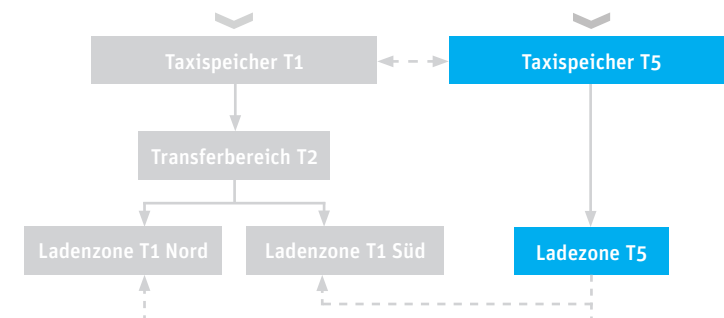 Taxispeicher T1
Taxispeicher T5
Transferbereich T2
Ladenzone T1 Nord
Ladenzone T1 Süd
Ladezone T5